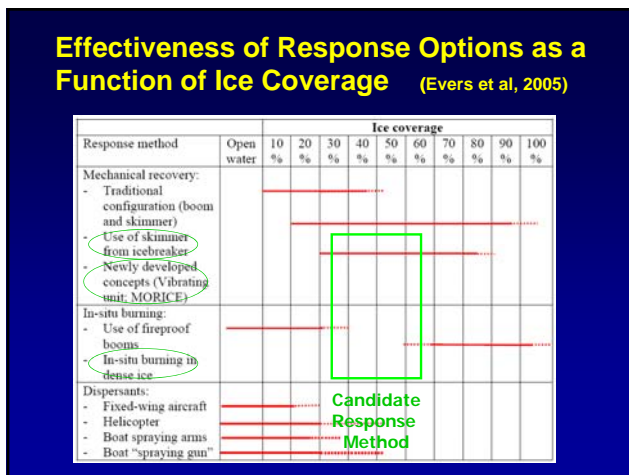 Effectiveness of Response Options as a
Function of Ice Coverage (Evers et al, 2005)
Ice coverage
Response method Open water 10 % 20 % 30 % 40 % 50 % 60 % 70 % 80 % 90 % 100 %
Mechanical recovery:
- Traditional
configuration (boom
and skimmer)
- Use of skimmer
from icebreaker
- Newly developed
concepts (Vibrating
unit; MORICE)
In-situ burning:
- Use of fireproof
booms
- In-situ burning in
dense ice
Dispersants:
- Fixed-wing aircraft
- Helicopter
- Boat spraying arms
- Boat "spraying gun"
Candidate
Response
Method